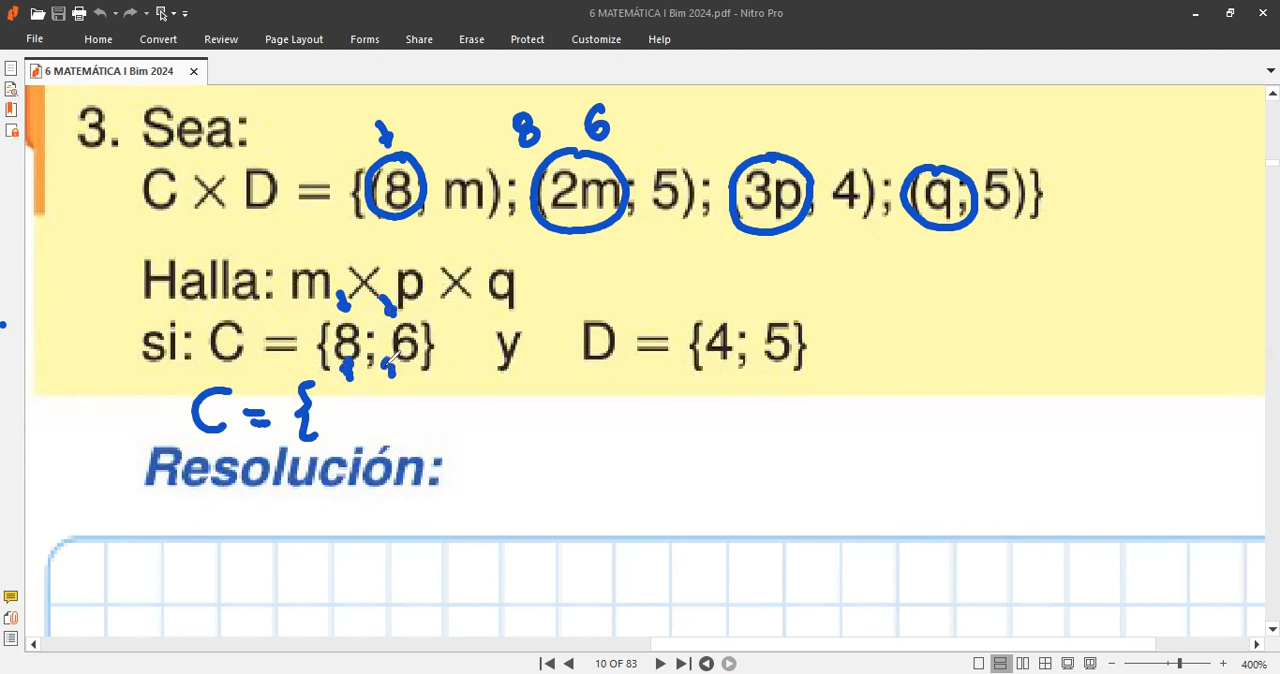 6 MATEMÁTICA I Bim 2024.pdf - Nitro Pro
File Home Convert Review Page Layout Forms Share Erase Protect Customize Help
6 MATEMÁTICA I Bim 2024
3. Sea:
8 6
C × D = {(8; m); (2m; 5); (3p; 4); (q; 5)}
Halla: m × p × q
si: C = {8; 6} y D = {4; 5}
C = {
Resolución:
10 OF 83
400%